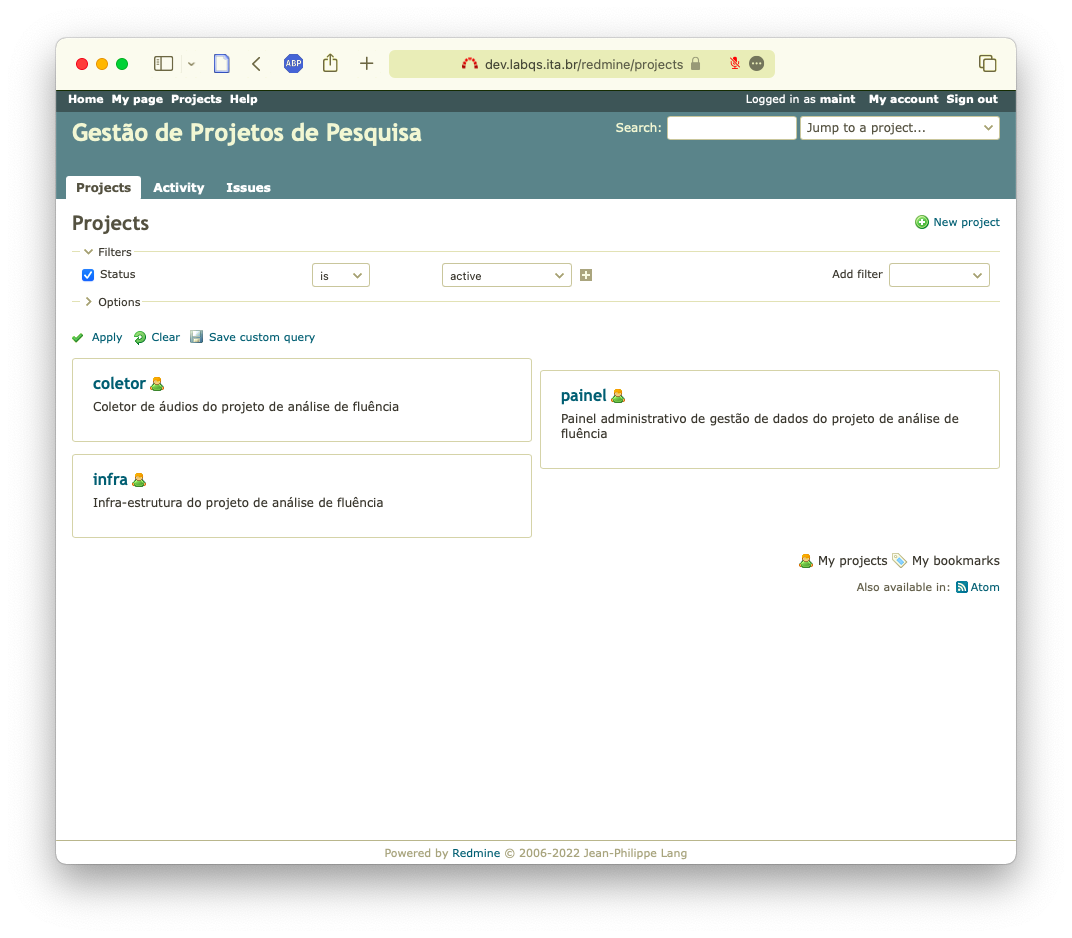 ABP
dev.labqs.ita.br/redmine/projects
Home My page Projects Help
Logged in as maint My account Sign out
Gestão de Projetos de Pesquisa
Search: Jump to a project...
Projects Activity Issues
Projects
New project
Filters
Status is active Add filter
Options
Apply Clear Save custom query
coletor
Coletor de áudios do projeto de análise de fluência
painel
Painel administrativo de gestão de dados do projeto de análise de
fluência
infra
Infra-estrutura do projeto de análise de fluência
My projects My bookmarks
Also available in: Atom
Powered by Redmine © 2006-2022 Jean-Philippe Lang